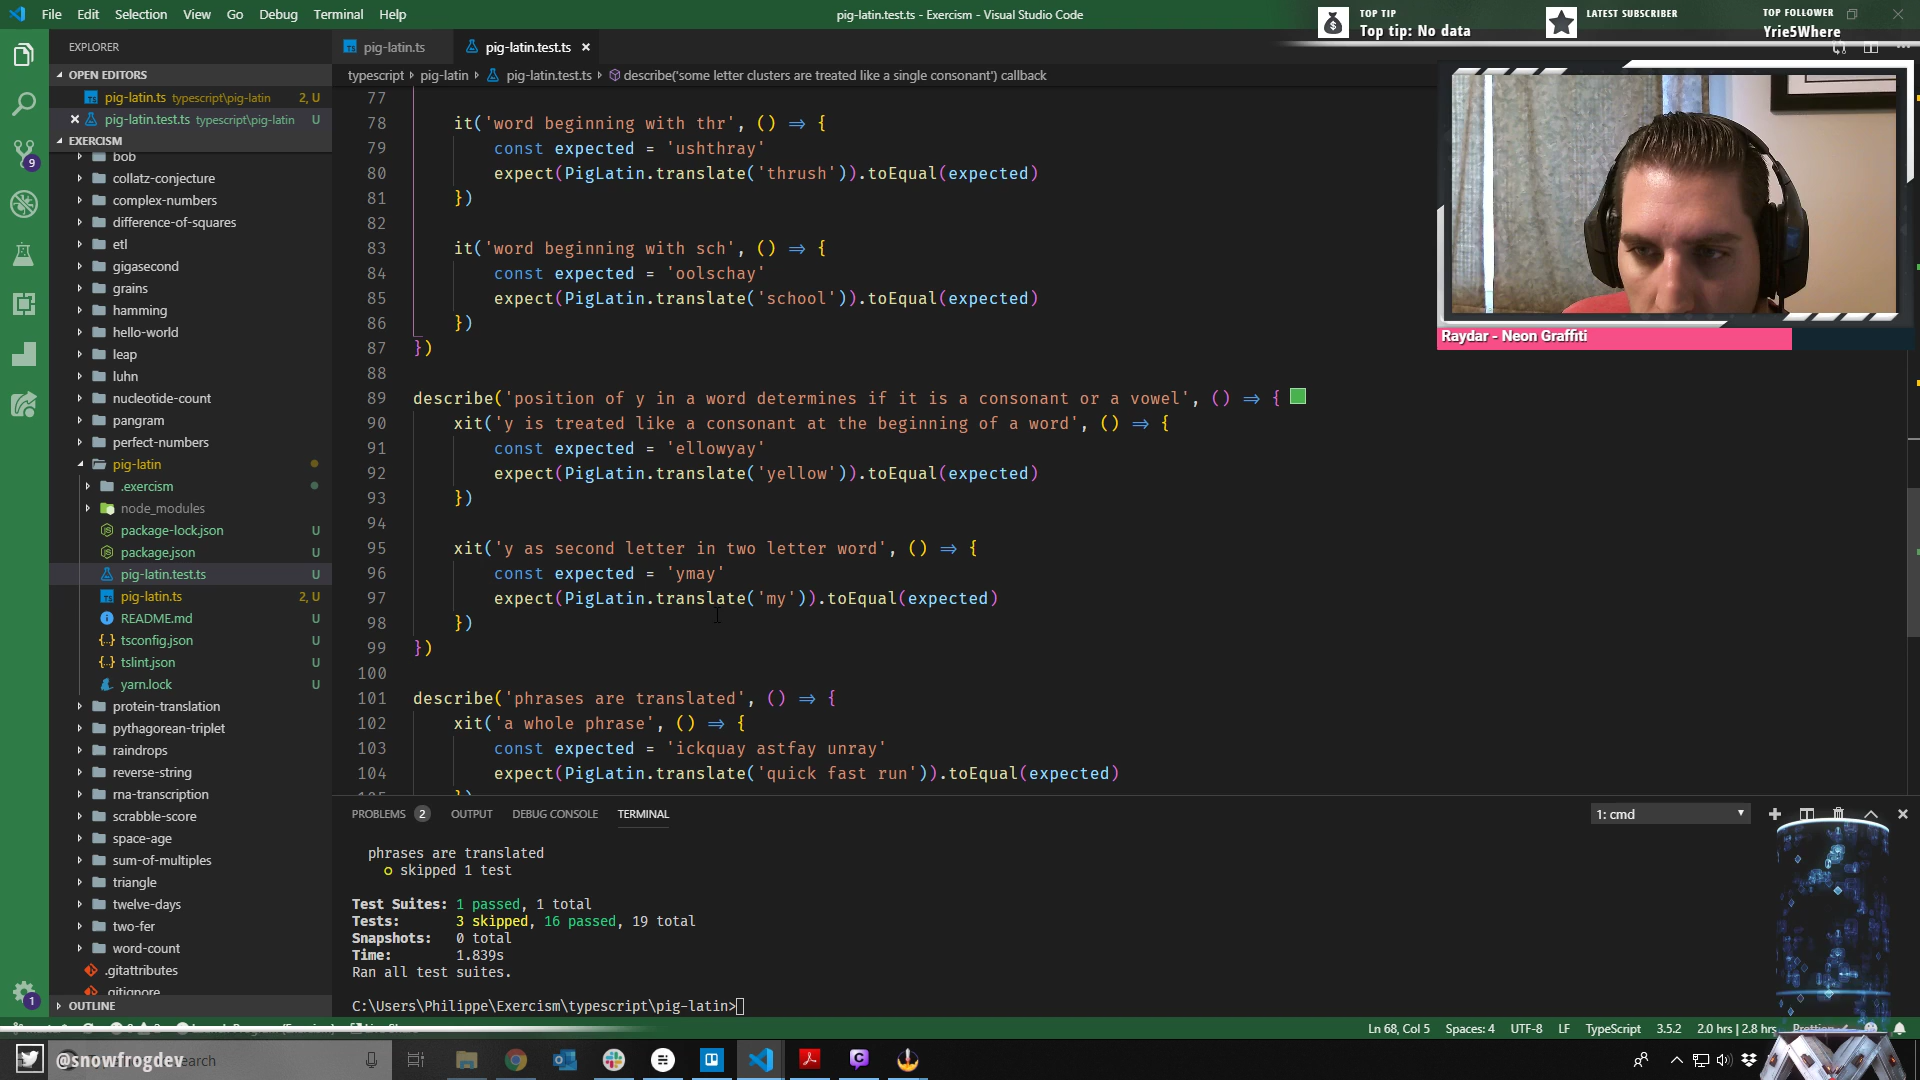 File Edit Selection View Go Debug Terminal Help
pig-latin.test.ts - Exercism - Visual Studio Code
TOP TIP
Top tip: No data
LATEST SUBSCRIBER
TOP FOLLOWER
Yrie5Where
EXPLORER
OPEN EDITORS
pig-latin.ts typescript\pig-latin 2, U
pig-latin.test.ts typescript\pig-latin U
EXERCISM
bob
collatz-conjecture
complex-numbers
difference-of-squares
etl
gigasecond
grains
hamming
hello-world
leap
luhn
nucleotide-count
pangram
perfect-numbers
pig-latin
.exercism
node_modules
package-lock.json U
package.json U
pig-latin.test.ts U
pig-latin.ts 2, U
README.md U
tsconfig.json U
tslint.json U
yarn.lock U
protein-translation
pythagorean-triplet
raindrops
reverse-string
rna-transcription
scrabble-score
space-age
sum-of-multiples
triangle
twelve-days
two-fer
word-count
.gitattributes
.gitignore
OUTLINE
9
1
pig-latin.ts
pig-latin.test.ts
typescript pig-latin pig-latin.test.ts describe('some letter clusters are treated like a single consonant') callback
77
78 it('word beginning with thr', () => {
79 const expected = 'ushthray'
80 expect(PigLatin.translate('thrush')).toEqual(expected)
81 })
82
83 it('word beginning with sch', () => {
84 const expected = 'oolschay'
85 expect(PigLatin.translate('school')).toEqual(expected)
86 })
87 })
88
89 describe('position of y in a word determines if it is a consonant or a vowel', () => {
90 xit('y is treated like a consonant at the beginning of a word', () => {
91 const expected = 'ellowyay'
92 expect(PigLatin.translate('yellow')).toEqual(expected)
93 })
94
95 xit('y as second letter in two letter word', () => {
96 const expected = 'ymay'
97 expect(PigLatin.translate('my')).toEqual(expected)
98 })
99 })
100
101 describe('phrases are translated', () => {
102 xit('a whole phrase', () => {
103 const expected = 'ickquay astfay unray'
104 expect(PigLatin.translate('quick fast run')).toEqual(expected)
Raydar - Neon Graffiti
PROBLEMS 2 OUTPUT DEBUG CONSOLE TERMINAL
1: cmd
phrases are translated
skipped 1 test
Test Suites: 1 passed, 1 total
Tests: 3 skipped, 16 passed, 19 total
Snapshots: 0 total
Time: 1.839s
Ran all test suites.
C:\Users\Philippe\Exercism\typescript\pig-latin>
Ln 68, Col 5 Spaces: 4 UTF-8 LF TypeScript 3.5.2 2.0 hrs | 2.8 hrs
@snowfrogdev